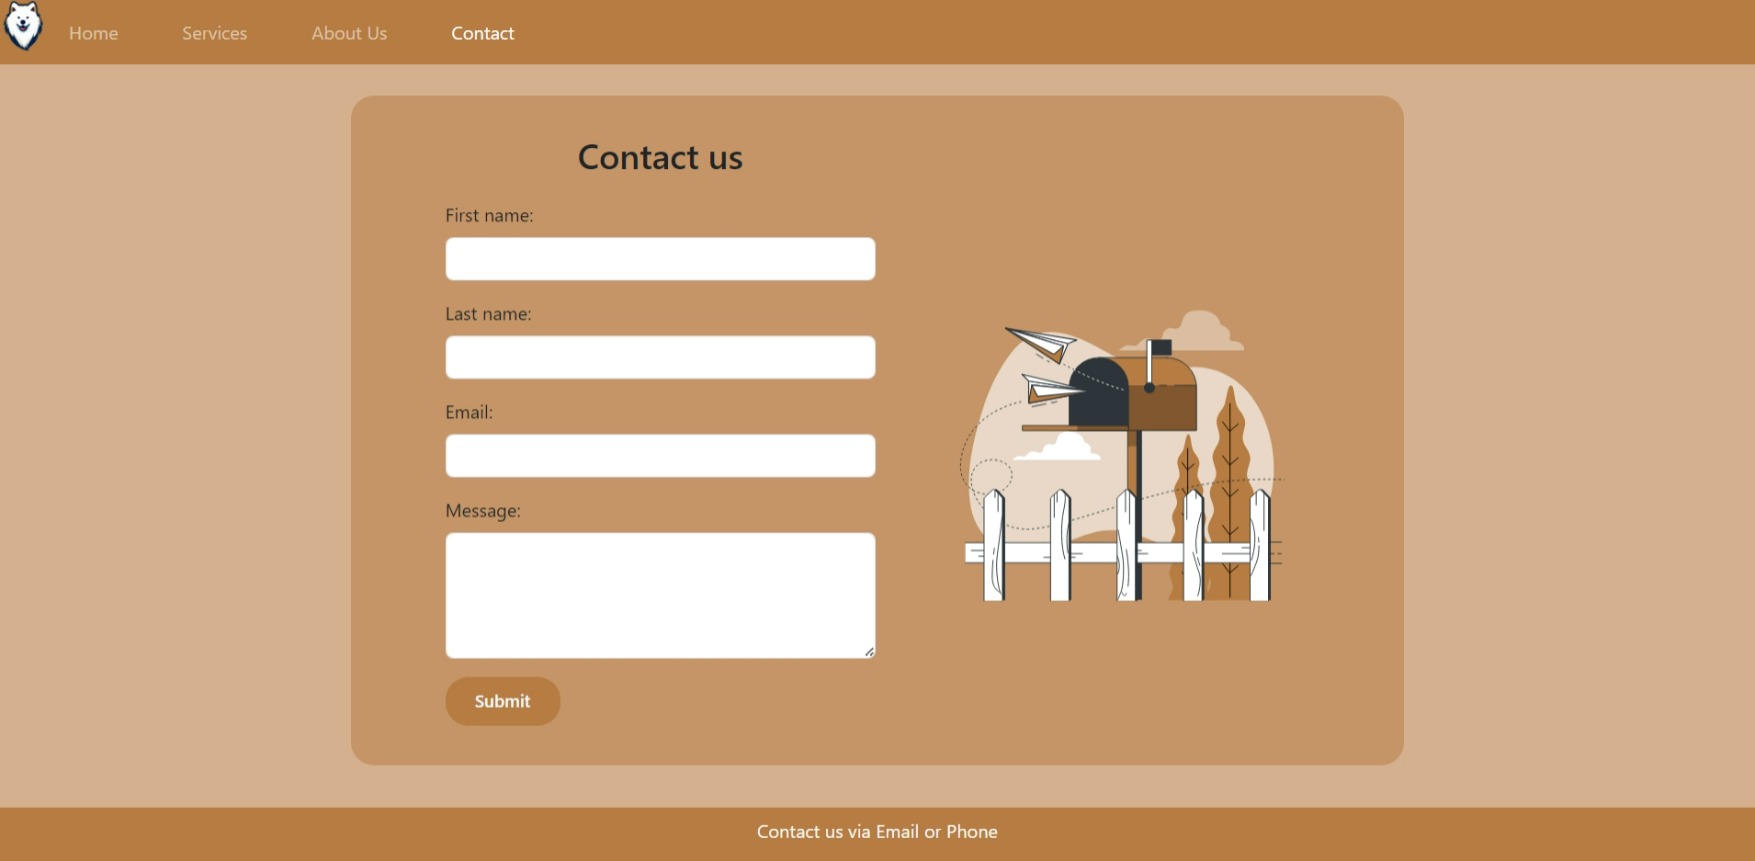 Home Services About Us Contact
Contact us
First name:
Last name:
Email:
Message:
Submit
Contact us via Email or Phone